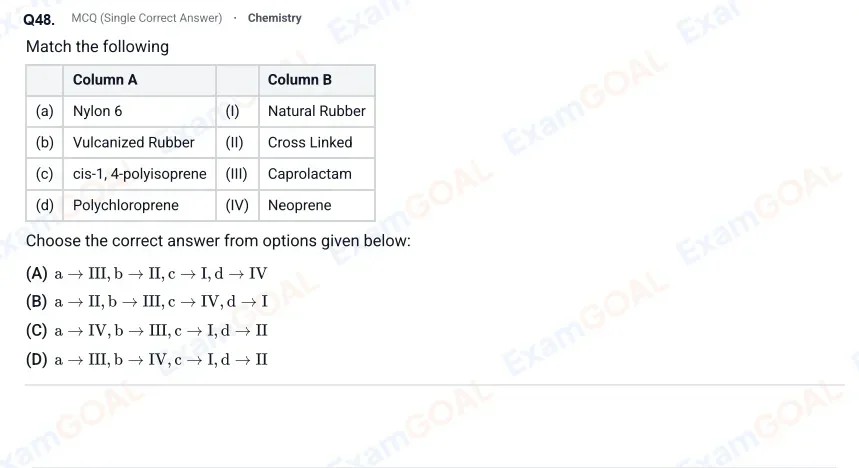 Q48. MCQ (Single Correct Answer) · Chemistry
Match the following
Column A Column B
(a) Nylon 6 (I) Natural Rubber
(b) Vulcanized Rubber (II) Cross Linked
(c) cis-1, 4-polyisoprene (III) Caprolactam
(d) Polychloroprene (IV) Neoprene
Choose the correct answer from options given below:
(A) a → III, b → II, c → I, d → IV
(B) a → II, b → III, c → IV, d → I
(C) a → IV, b → III, c → I, d → II
(D) a → III, b → IV, c → I, d → II